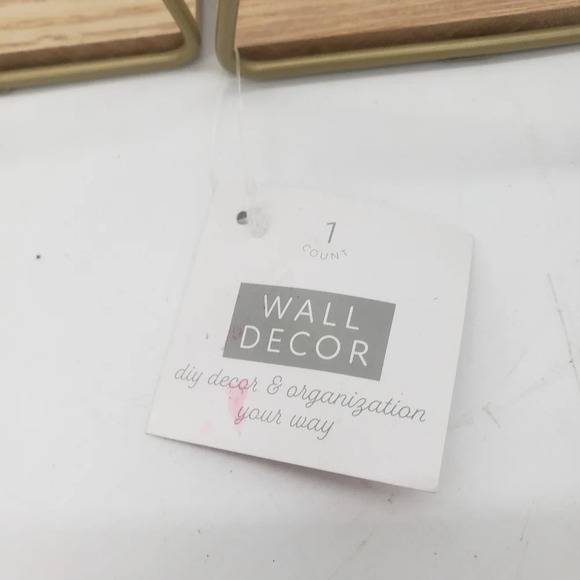 1
COUNT
WALL
DECOR
diy decor & organization
your way